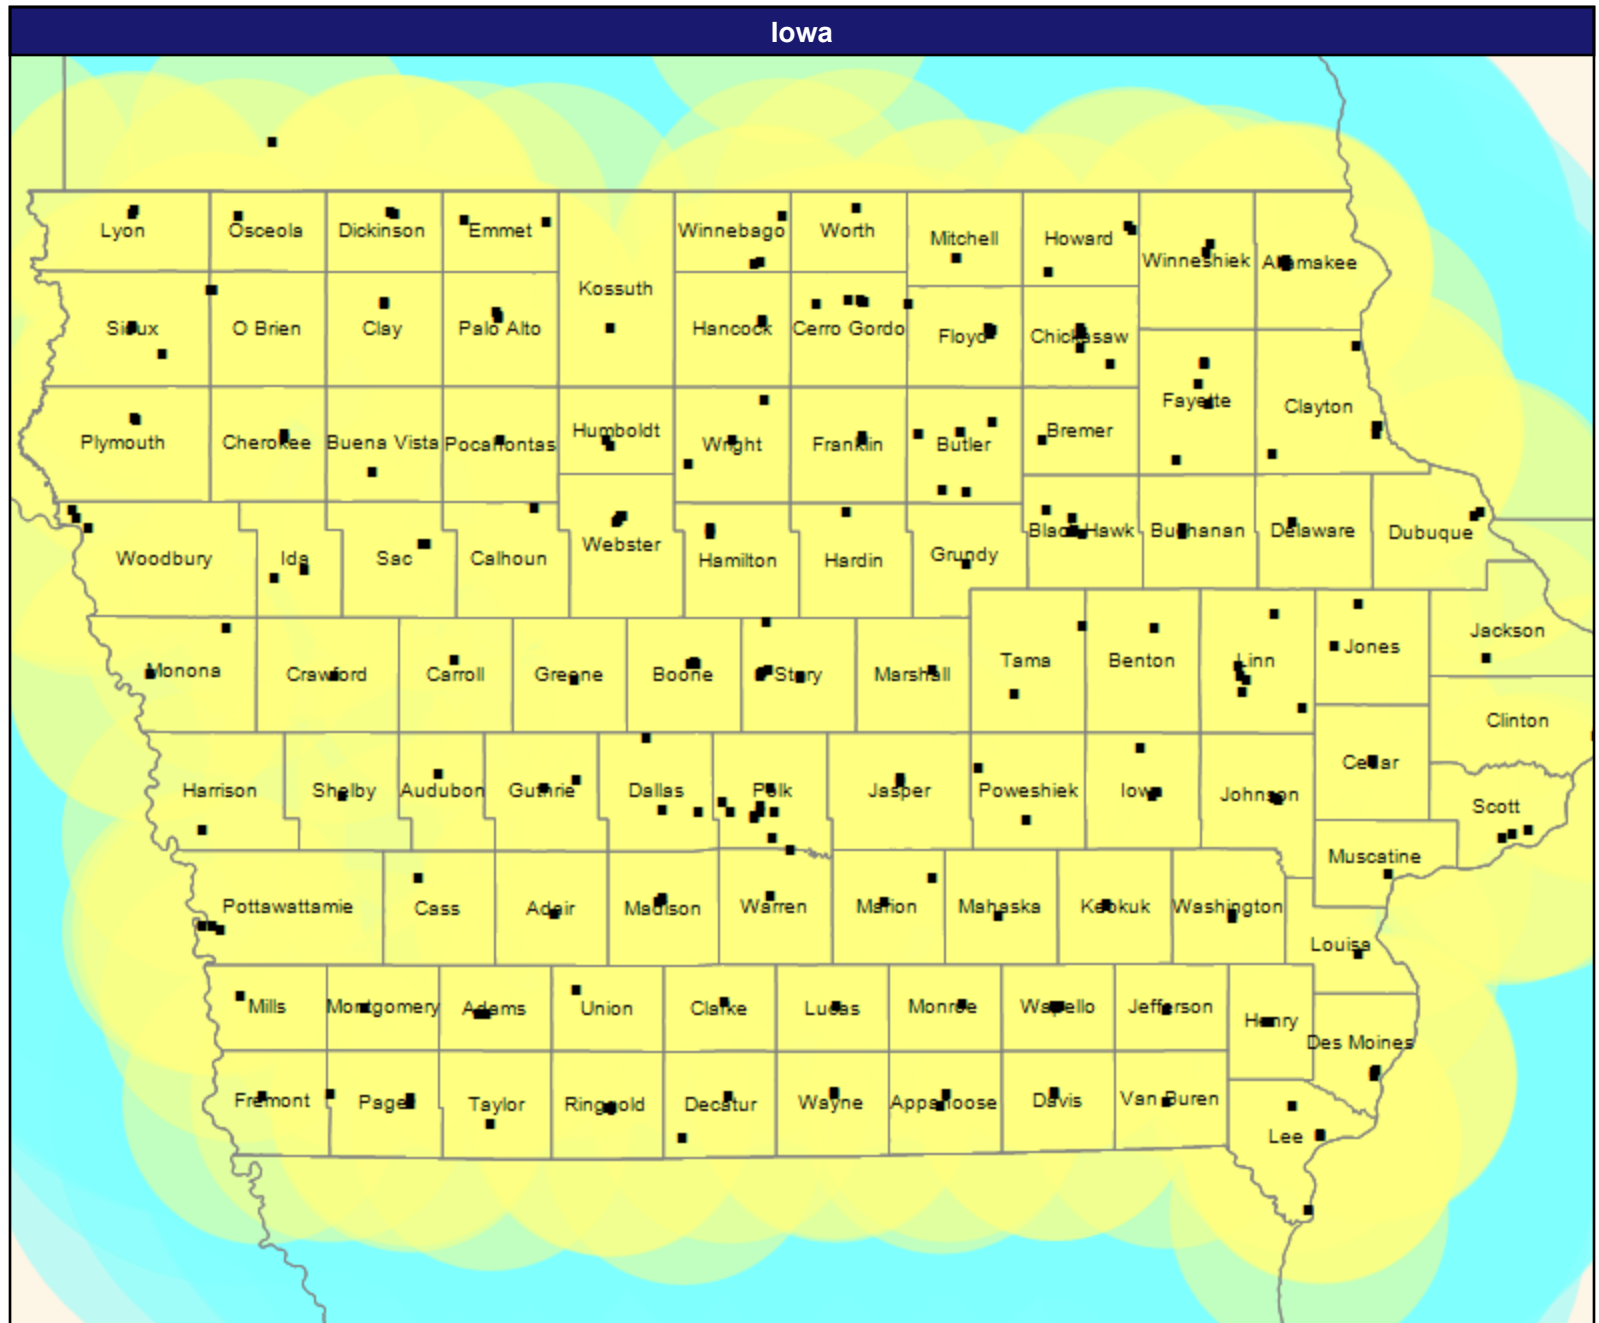 Iowa
Lyon
Osceola
Dickinson
Emmet
Kossuth
Winnebago
Worth
Mitchell
Howard
Winneshiek
Allamakee
Sioux
O Brien
Clay
Palo Alto
Hancock
Cerro Gordo
Floyd
Chickasaw
Fayette
Clayton
Plymouth
Cherokee
Buena Vista
Pocahontas
Humboldt
Wright
Franklin
Butler
Bremer
Woodbury
Ida
Sac
Calhoun
Webster
Hamilton
Hardin
Grundy
Black Hawk
Buchanan
Delaware
Dubuque
Monona
Crawford
Carroll
Greene
Boone
Story
Marshall
Tama
Benton
Linn
Jones
Jackson
Clinton
Harrison
Shelby
Audubon
Guthrie
Dallas
Polk
Jasper
Poweshiek
Iowa
Johnson
Cedar
Scott
Muscatine
Pottawattamie
Cass
Adair
Madison
Warren
Marion
Mahaska
Keokuk
Washington
Louisa
Mills
Montgomery
Adams
Union
Clarke
Lucas
Monroe
Wapello
Jefferson
Henry
Des Moines
Fremont
Page
Taylor
Ringgold
Decatur
Wayne
Appanoose
Davis
Van Buren
Lee